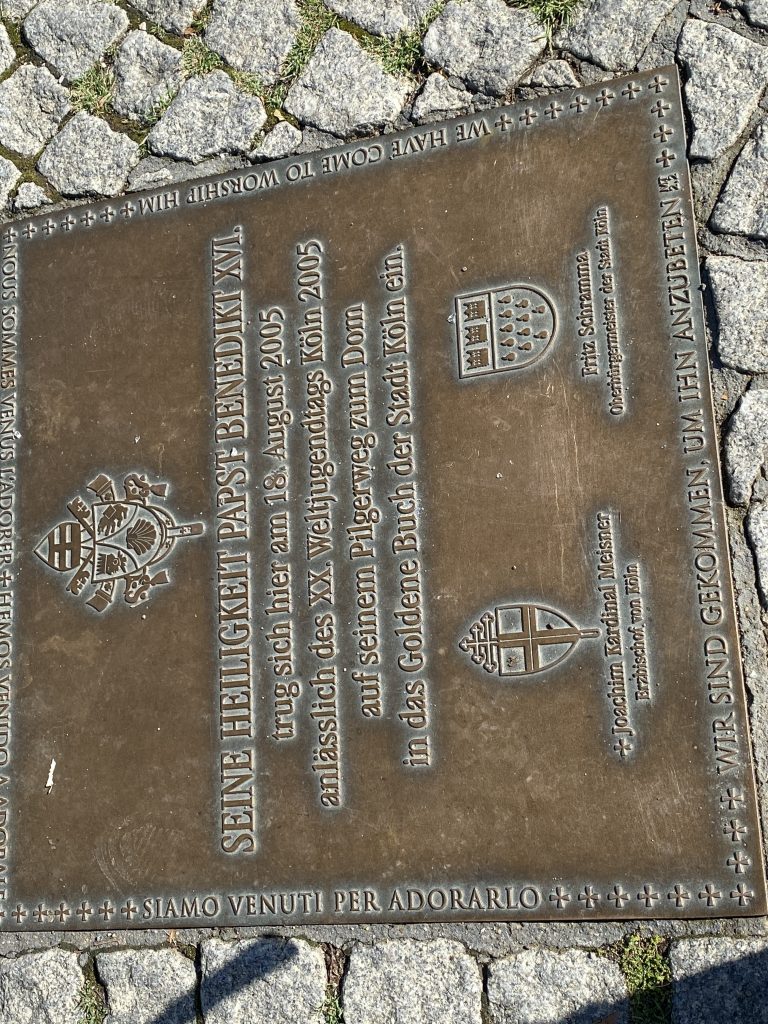 SEINE HEILIGKEIT PAPST BENEDIKT XVI.
trug sich hier am 18. August 2005
anlässlich des XX. Weltjugendtags Köln 2005
auf seinem Pilgerweg zum Dom
in das Goldene Buch der Stadt Köln ein.
+Joachim Kardinal Meisner
Erzbischof von Köln
Fritz Schramma
Oberbürgermeister der Stadt Köln
WIR SIND GEKOMMEN, UM IHN ANZUBETEN
WE HAVE COME TO WORSHIP HIM
NOUS SOMMES VENUS L'ADORER + HEMOS VENIDO A
SIAMO VENUTI PER ADORARLO